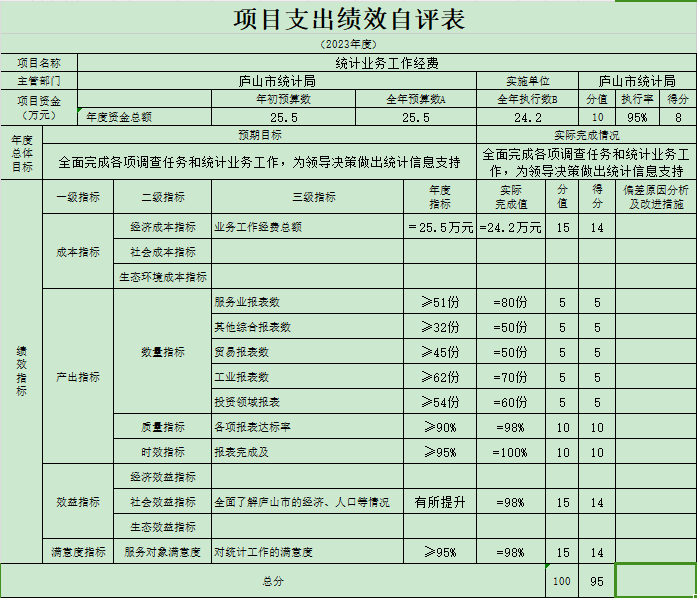 项目支出绩效自评表
（2023年度）
项目名称 统计业务工作经费
主管部门 庐山市统计局 实施单位 庐山市统计局
项目资金（万元） 年初预算数 全年预算数A 全年执行数B 分值 执行率 得分
年度资金总额 25.5 25.5 24.2 10 95% 8
年度总体目标 预期目标 实际完成情况
全面完成各项调查任务和统计业务工作，为领导决策做出统计信息支持 全面完成各项调查任务和统计业务工作，为领导决策做出统计信息支持
绩效指标 一级指标 二级指标 三级指标 年度指标 实际完成值 分值 得分 偏差原因分析及改进措施
成本指标 经济成本指标 业务工作经费总额 ＝25.5万元 =24.2万元 15 14
社会成本指标
生态环境成本指标
产出指标 数量指标 服务业报表数 ≥51份 =80份 5 5
其他综合报表数 ≥32份 =50份 5 5
贸易报表数 ≥45份 =50份 5 5
工业报表数 ≥62份 =70份 5 5
投资领域报表 ≥54份 =60份 5 5
质量指标 各项报表达标率 ≥90% =98% 10 10
时效指标 报表完成及 ≥95% =100% 10 10
效益指标 经济效益指标
社会效益指标 全面了解庐山市的经济、人口等情况 有所提升 =98% 15 14
生态效益指标
满意度指标 服务对象满意度 对统计工作的满意度 ≥95% =98% 15 14
总分 100 95